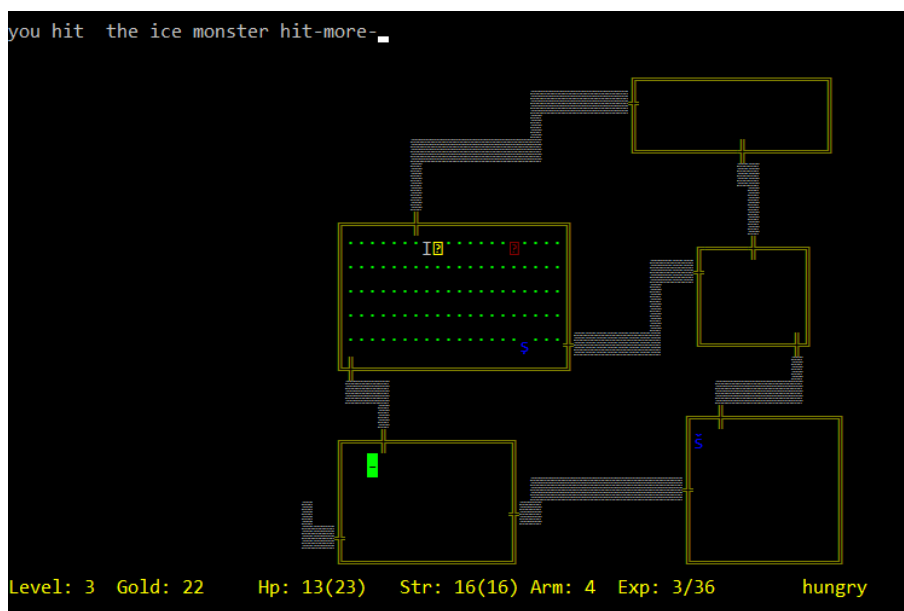 you hit  the ice monster hit-more-
I?
?
$
$
-
Level: 3  Gold: 22  Hp: 13(23)  Str: 16(16) Arm: 4  Exp: 3/36  hungry